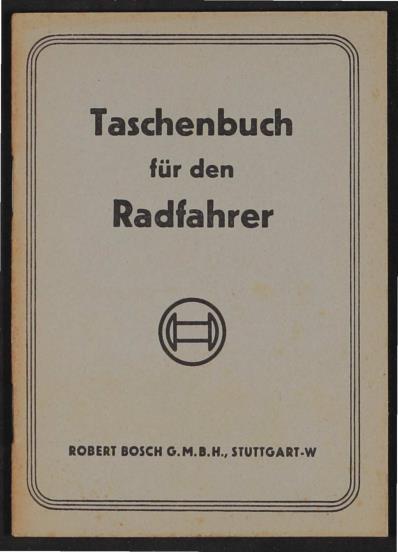 Taschenbuch
für den
Radfahrer
ROBERT BOSCH G.M.B.H., STUTTGART-W